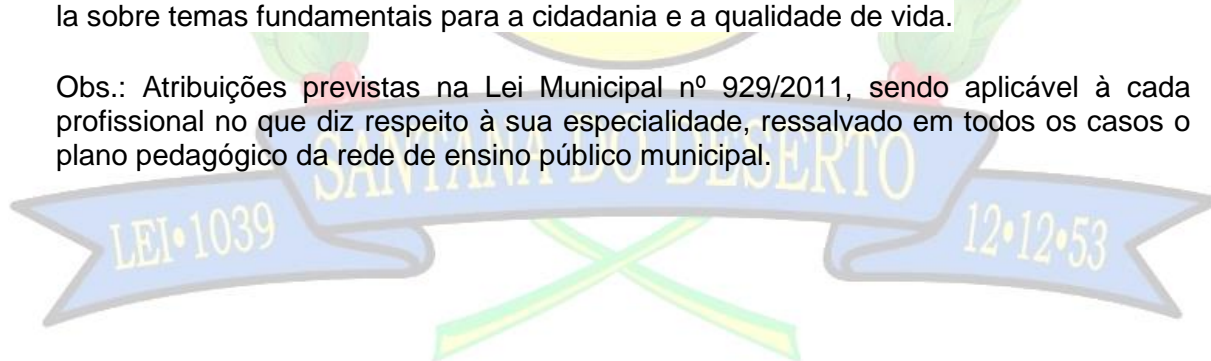 la sobre temas fundamentais para a cidadania e a qualidade de vida.
Obs.: Atribuições previstas na Lei Municipal nº 929/2011, sendo aplicável à cada
profissional no que diz respeito à sua especialidade, ressalvado em todos os casos o
plano pedagógico da rede de ensino público municipal.
SANTANA DO DESERTO
LEI•1039
12•12•53